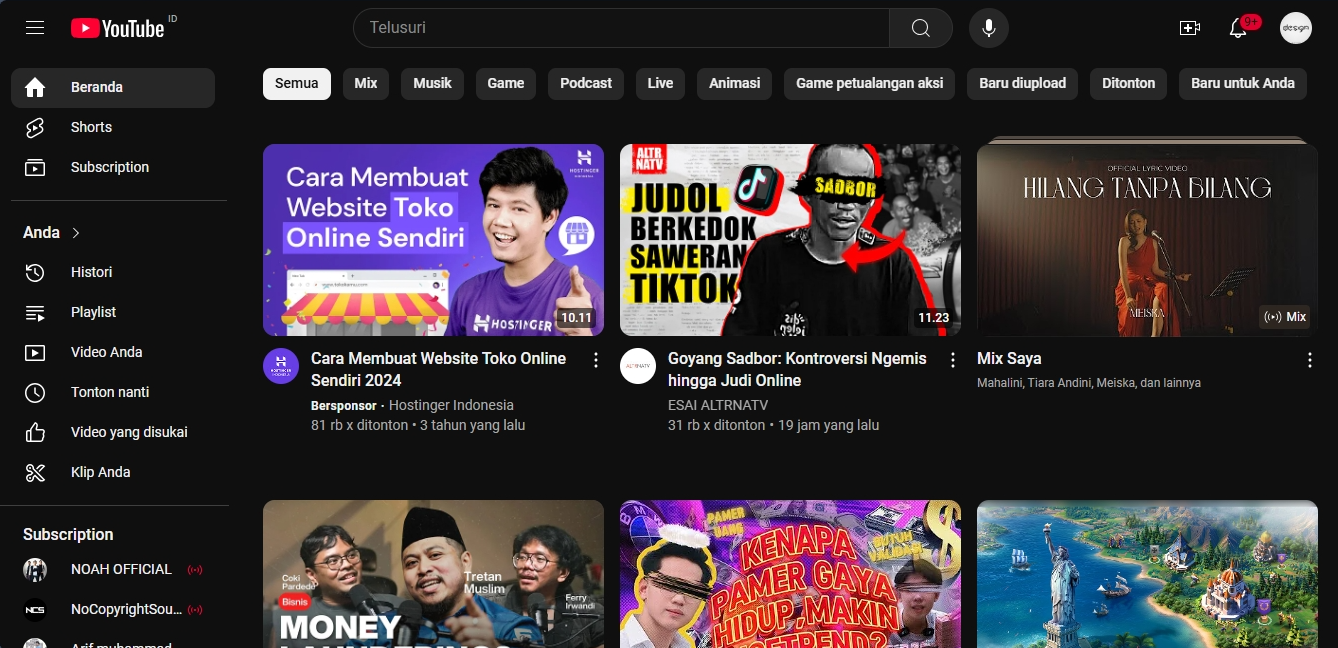 YouTube ID
Telusuri
9+
design
Beranda
Shorts
Subscription
Anda
Histori
Playlist
Video Anda
Tonton nanti
Video yang disukai
Klip Anda
Subscription
NOAH OFFICIAL
NCS
NoCopyrightSou...
Arif muhammad
Semua
Mix
Musik
Game
Podcast
Live
Animasi
Game petualangan aksi
Baru diupload
Ditonton
Baru untuk Anda
HOSTINGER
Cara Membuat
Website Toko
Online Sendiri
HOSTINGER
10.11
Cara Membuat Website Toko Online
Sendiri 2024
Bersponsor · Hostinger Indonesia
81 rb x ditonton • 3 tahun yang lalu
ALTR
NATV
SADBOR
JUDOL
BERKEDOK
SAWERAN
TIKTOK
11.23
ALTRNATV
Goyang Sadbor: Kontroversi Ngemis
hingga Judi Online
ESAI ALTRNATV
31 rb x ditonton • 19 jam yang lalu
OFFICIAL LYRIC VIDEO
HILANG TANPA BILANG
MEISKA
Mix
Mix Saya
Mahalini, Tiara Andini, Meiska, dan lainnya
Coki
Pardede
Tretan
Muslim
Ferry
Irwandi
Bisnis
MONEY
PAMER
UANG
BUTUH
VALIDASI
KENAPA
PAMER GAYA
HIDUP, MAKIN